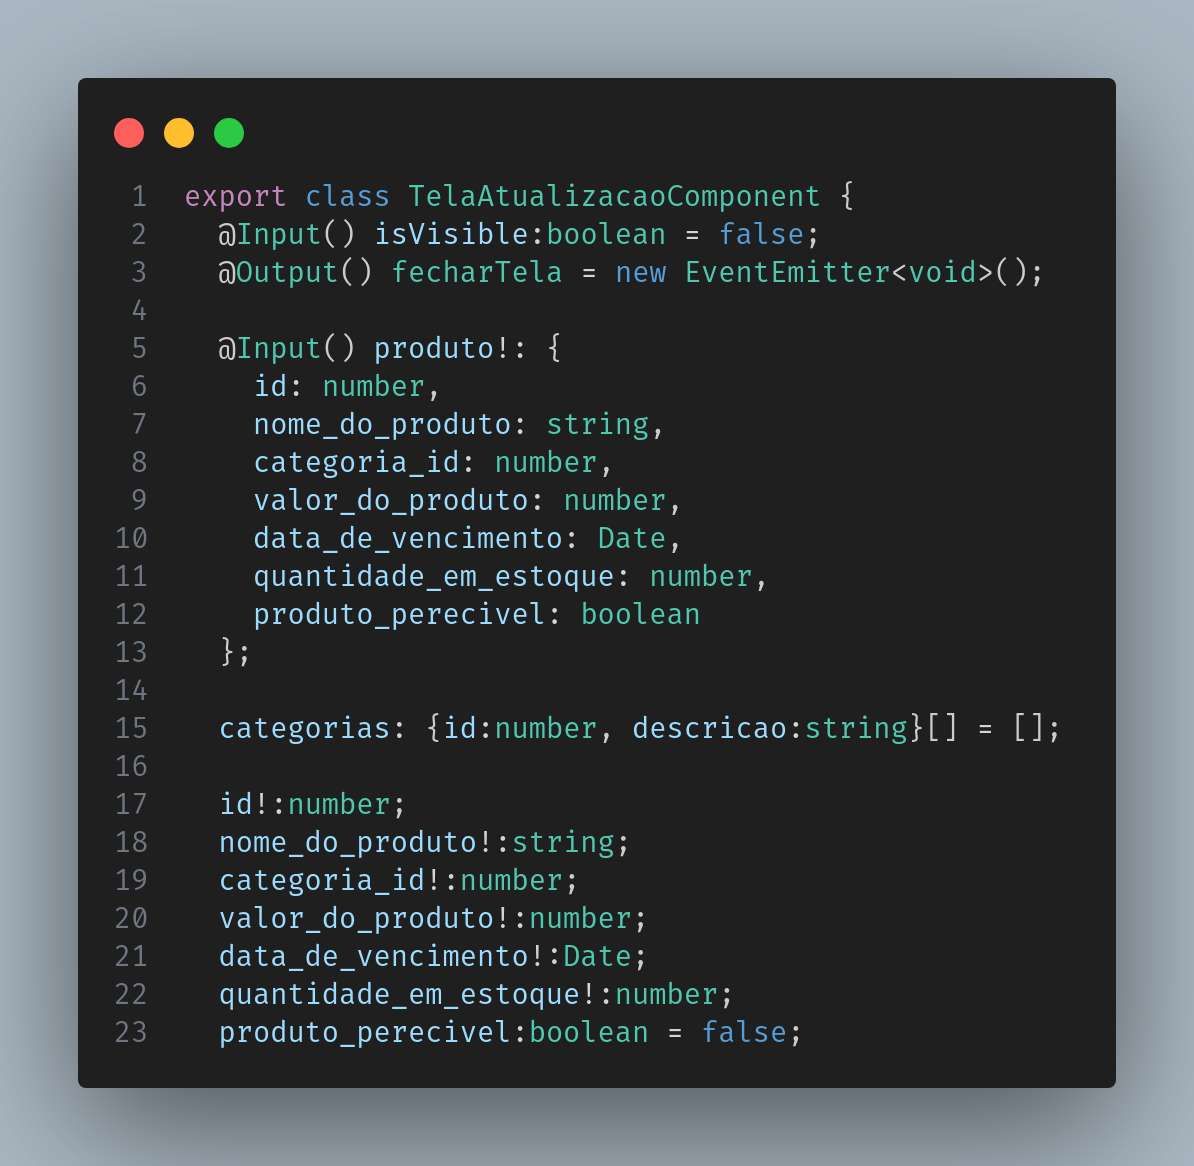 1 export class TelaAtualizacaoComponent {
2 @Input() isVisible:boolean = false;
3 @Output() fecharTela = new EventEmitter<void>();
4
5 @Input() produto!: {
6 id: number,
7 nome_do_produto: string,
8 categoria_id: number,
9 valor_do_produto: number,
10 data_de_vencimento: Date,
11 quantidade_em_estoque: number,
12 produto_perecivel: boolean
13 };
14
15 categorias: {id:number, descricao:string}[] = [];
16
17 id!:number;
18 nome_do_produto!:string;
19 categoria_id!:number;
20 valor_do_produto!:number;
21 data_de_vencimento!:Date;
22 quantidade_em_estoque!:number;
23 produto_perecivel:boolean = false;